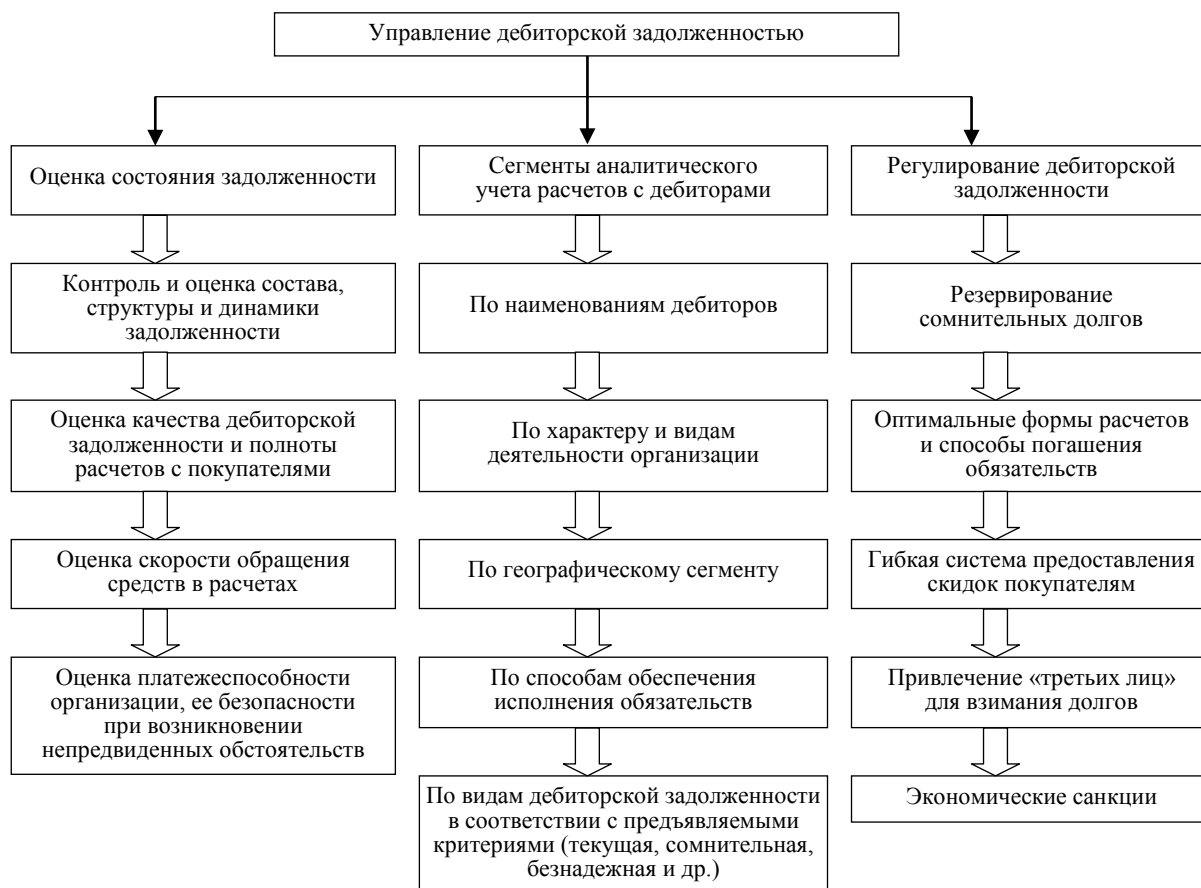 Управление дебиторской задолженностью
Оценка состояния задолженности
Контроль и оценка состава,
структуры и динамики
задолженности
Оценка качества дебиторской
задолженности и полноты
расчетов с покупателями
Оценка скорости обращения
средств в расчетах
Оценка платежеспособности
организации, ее безопасности
при возникновении
непредвиденных обстоятельств
Сегменты аналитического
учета расчетов с дебиторами
По наименованиям дебиторов
По характеру и видам
деятельности организации
По географическому сегменту
По способам обеспечения
исполнения обязательств
По видам дебиторской задолженности
в соответствии с предъявляемыми
критериями (текущая, сомнительная,
безнадежная и др.)
Регулирование дебиторской
задолженности
Резервирование
сомнительных долгов
Оптимальные формы расчетов
и способы погашения
обязательств
Гибкая система предоставления
скидок покупателям
Привлечение «третьих лиц»
для взимания долгов
Экономические санкции